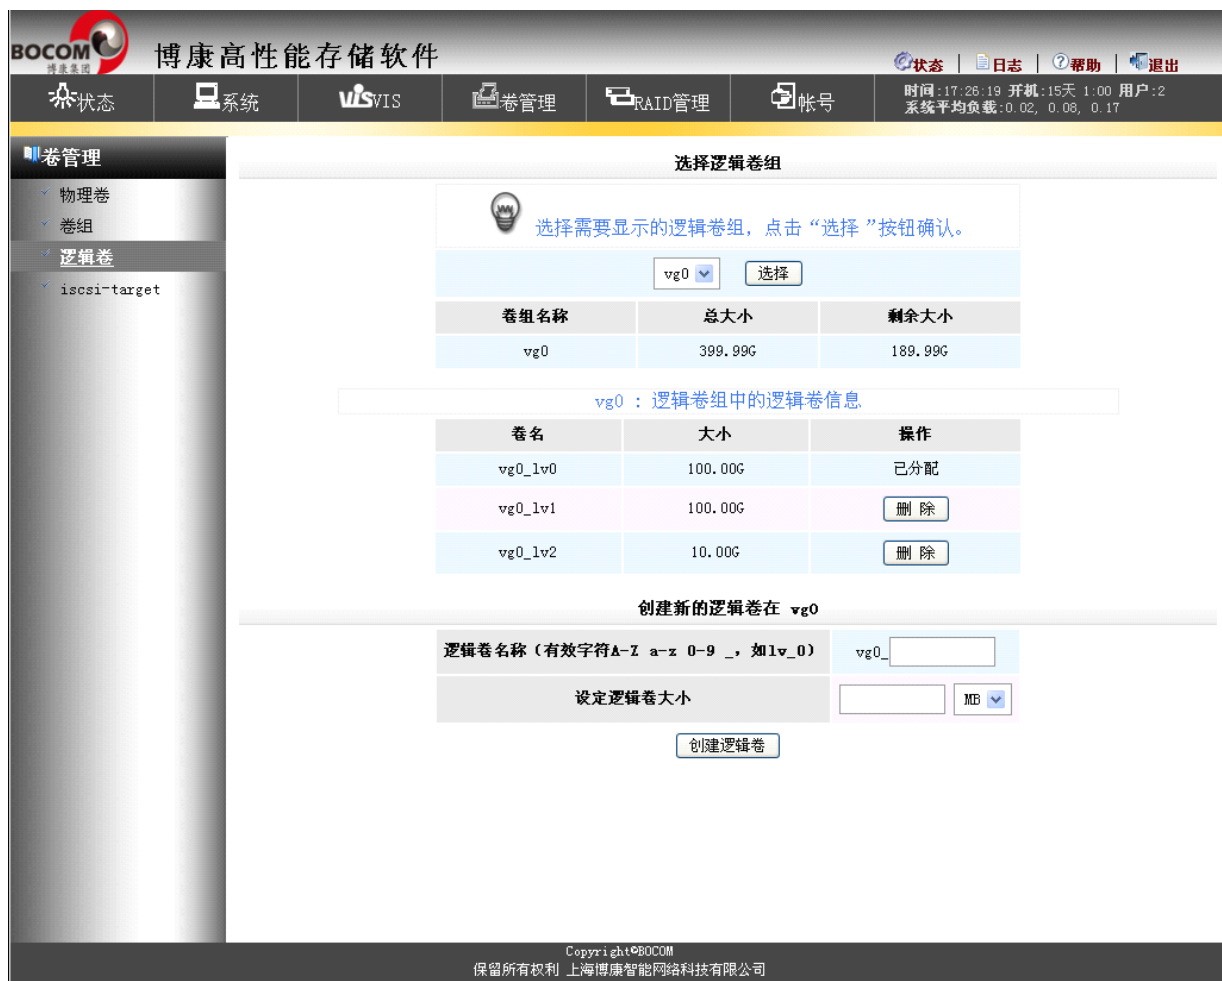 BOCOM
博康集团
博康高性能存储软件
状态 | 日志 | 帮助 | 退出
状态 系统 VIS VIS 卷管理 RAID管理 帐号
时间:17:26:19 开机:15天 1:00 用户:2
系统平均负载:0.02, 0.08, 0.17
卷管理
物理卷
卷组
逻辑卷
iscsi-target
选择逻辑卷组
选择需要显示的逻辑卷组，点击“选择 ”按钮确认。
vg0 选择
卷组名称 总大小 剩余大小
vg0 399.99G 189.99G
vg0 : 逻辑卷组中的逻辑卷信息
卷名 大小 操作
vg0_lv0 100.00G 已分配
vg0_lv1 100.00G 删 除
vg0_lv2 10.00G 删 除
创建新的逻辑卷在 vg0
逻辑卷名称（有效字符A-Z a-z 0-9 _，如lv_0） vg0_
设定逻辑卷大小 MB
创建逻辑卷
Copyright©BOCOM
保留所有权利 上海博康智能网络科技有限公司